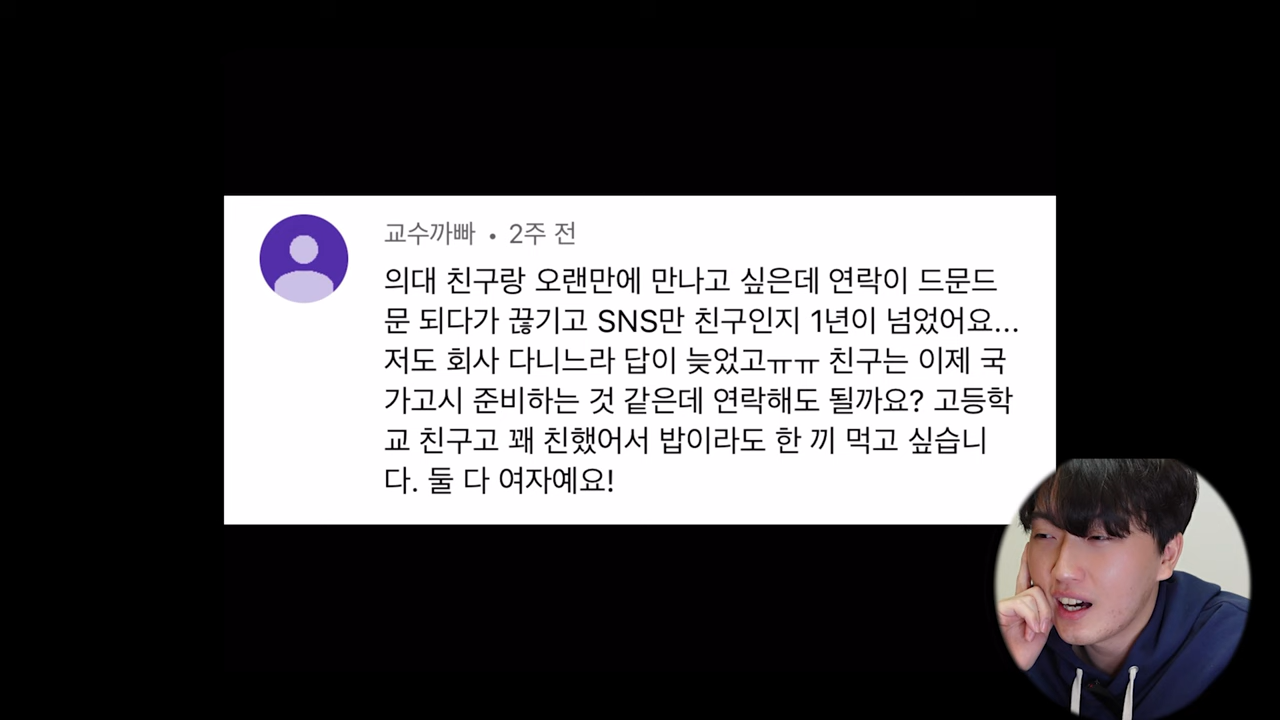 교수까빠 • 2주 전
의대 친구랑 오랜만에 만나고 싶은데 연락이 드문드
문 되다가 끊기고 SNS만 친구인지 1년이 넘었어요...
저도 회사 다니느라 답이 늦었고ㅠㅠ 친구는 이제 국
가고시 준비하는 것 같은데 연락해도 될까요? 고등학
교 친구고 꽤 친했어서 밥이라도 한 끼 먹고 싶습니
다. 둘 다 여자예요!